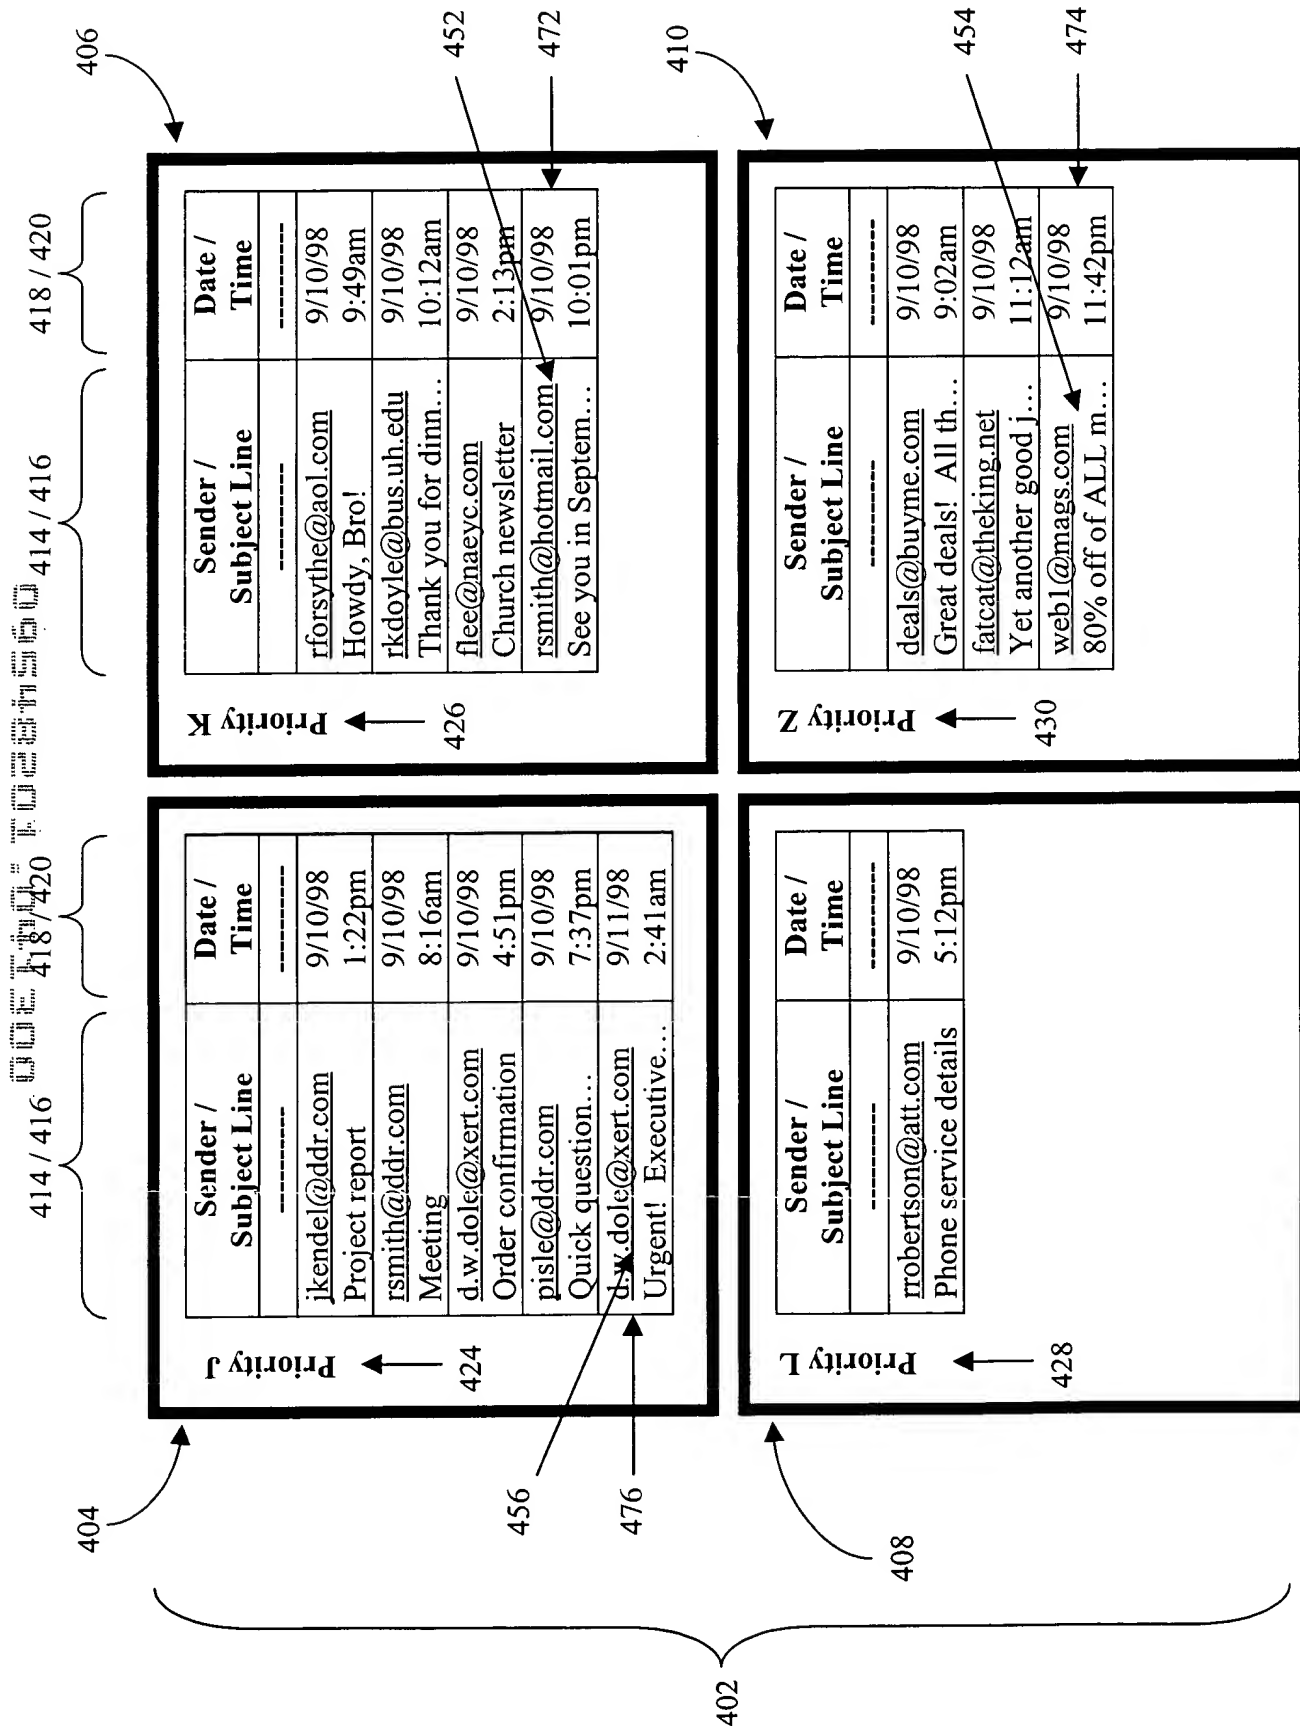 414 / 416
418 / 420
414 / 416
418 / 420
404
406
Priority J
424
Sender / Subject Line
Date / Time
----------
----------
jkendel@ddr.com
9/10/98
Project report
1:22pm
rsmith@ddr.com
9/10/98
Meeting
8:16am
d.w.dole@xert.com
9/10/98
Order confirmation
4:51pm
pisle@ddr.com
9/10/98
Quick question...
7:37pm
d.w.dole@xert.com
9/11/98
Urgent! Executive...
2:41am
456
476
Priority K
426
Sender / Subject Line
Date / Time
----------
----------
rforsythe@aol.com
9/10/98
Howdy, Bro!
9:49am
rkdoyle@bus.uh.edu
9/10/98
Thank you for dinn...
10:12am
flee@naeyc.com
9/10/98
Church newsletter
2:13pm
rsmith@hotmail.com
9/10/98
See you in Septem...
10:01pm
452
472
408
410
Priority L
428
Sender / Subject Line
Date / Time
----------
----------
rrobertson@att.com
9/10/98
Phone service details
5:12pm
Priority Z
430
Sender / Subject Line
Date / Time
----------
----------
deals@buyme.com
9/10/98
Great deals! All th...
9:02am
fatcat@theking.net
9/10/98
Yet another good j...
11:12am
web1@mags.com
9/10/98
80% off of ALL m...
11:42pm
454
474
402